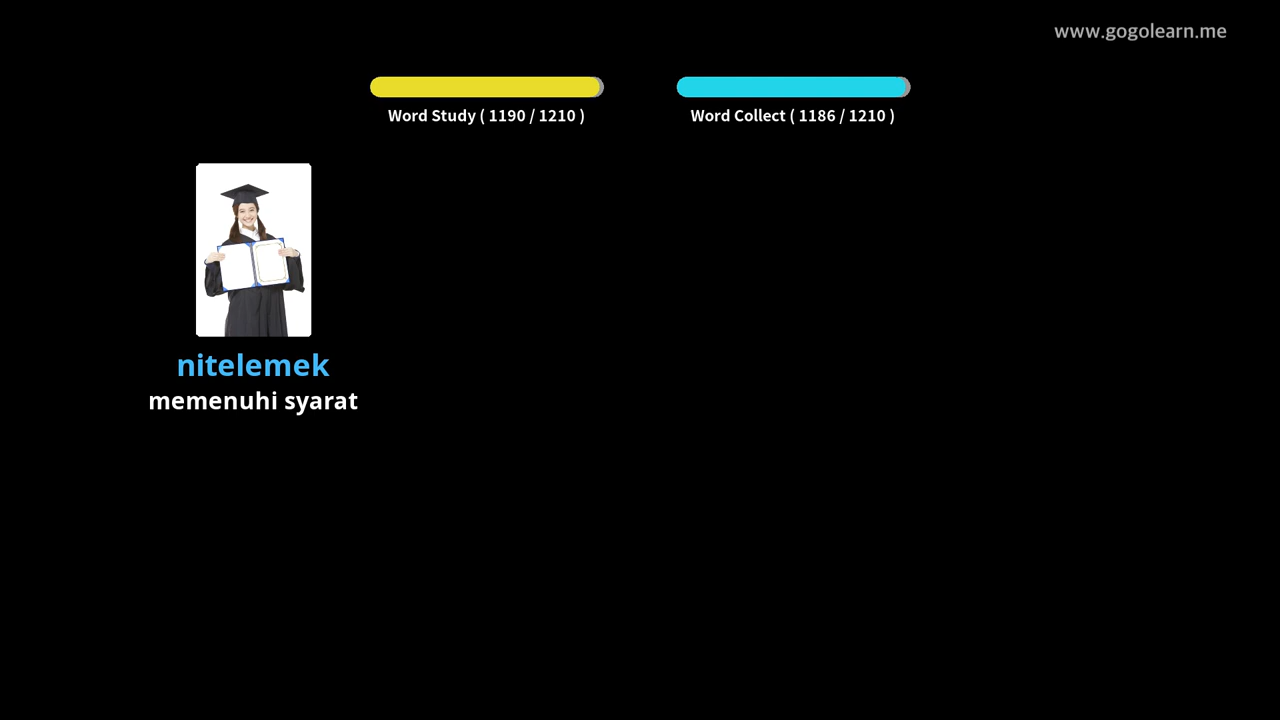 www.gogolearn.me
Word Study ( 1190 / 1210 )
Word Collect ( 1186 / 1210 )
nitelemek
memenuhi syarat